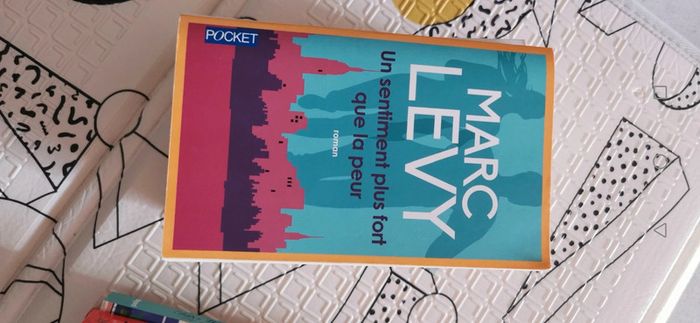 MARC
LEVY
Un sentiment plus fort
que la peur
roman
POCKET